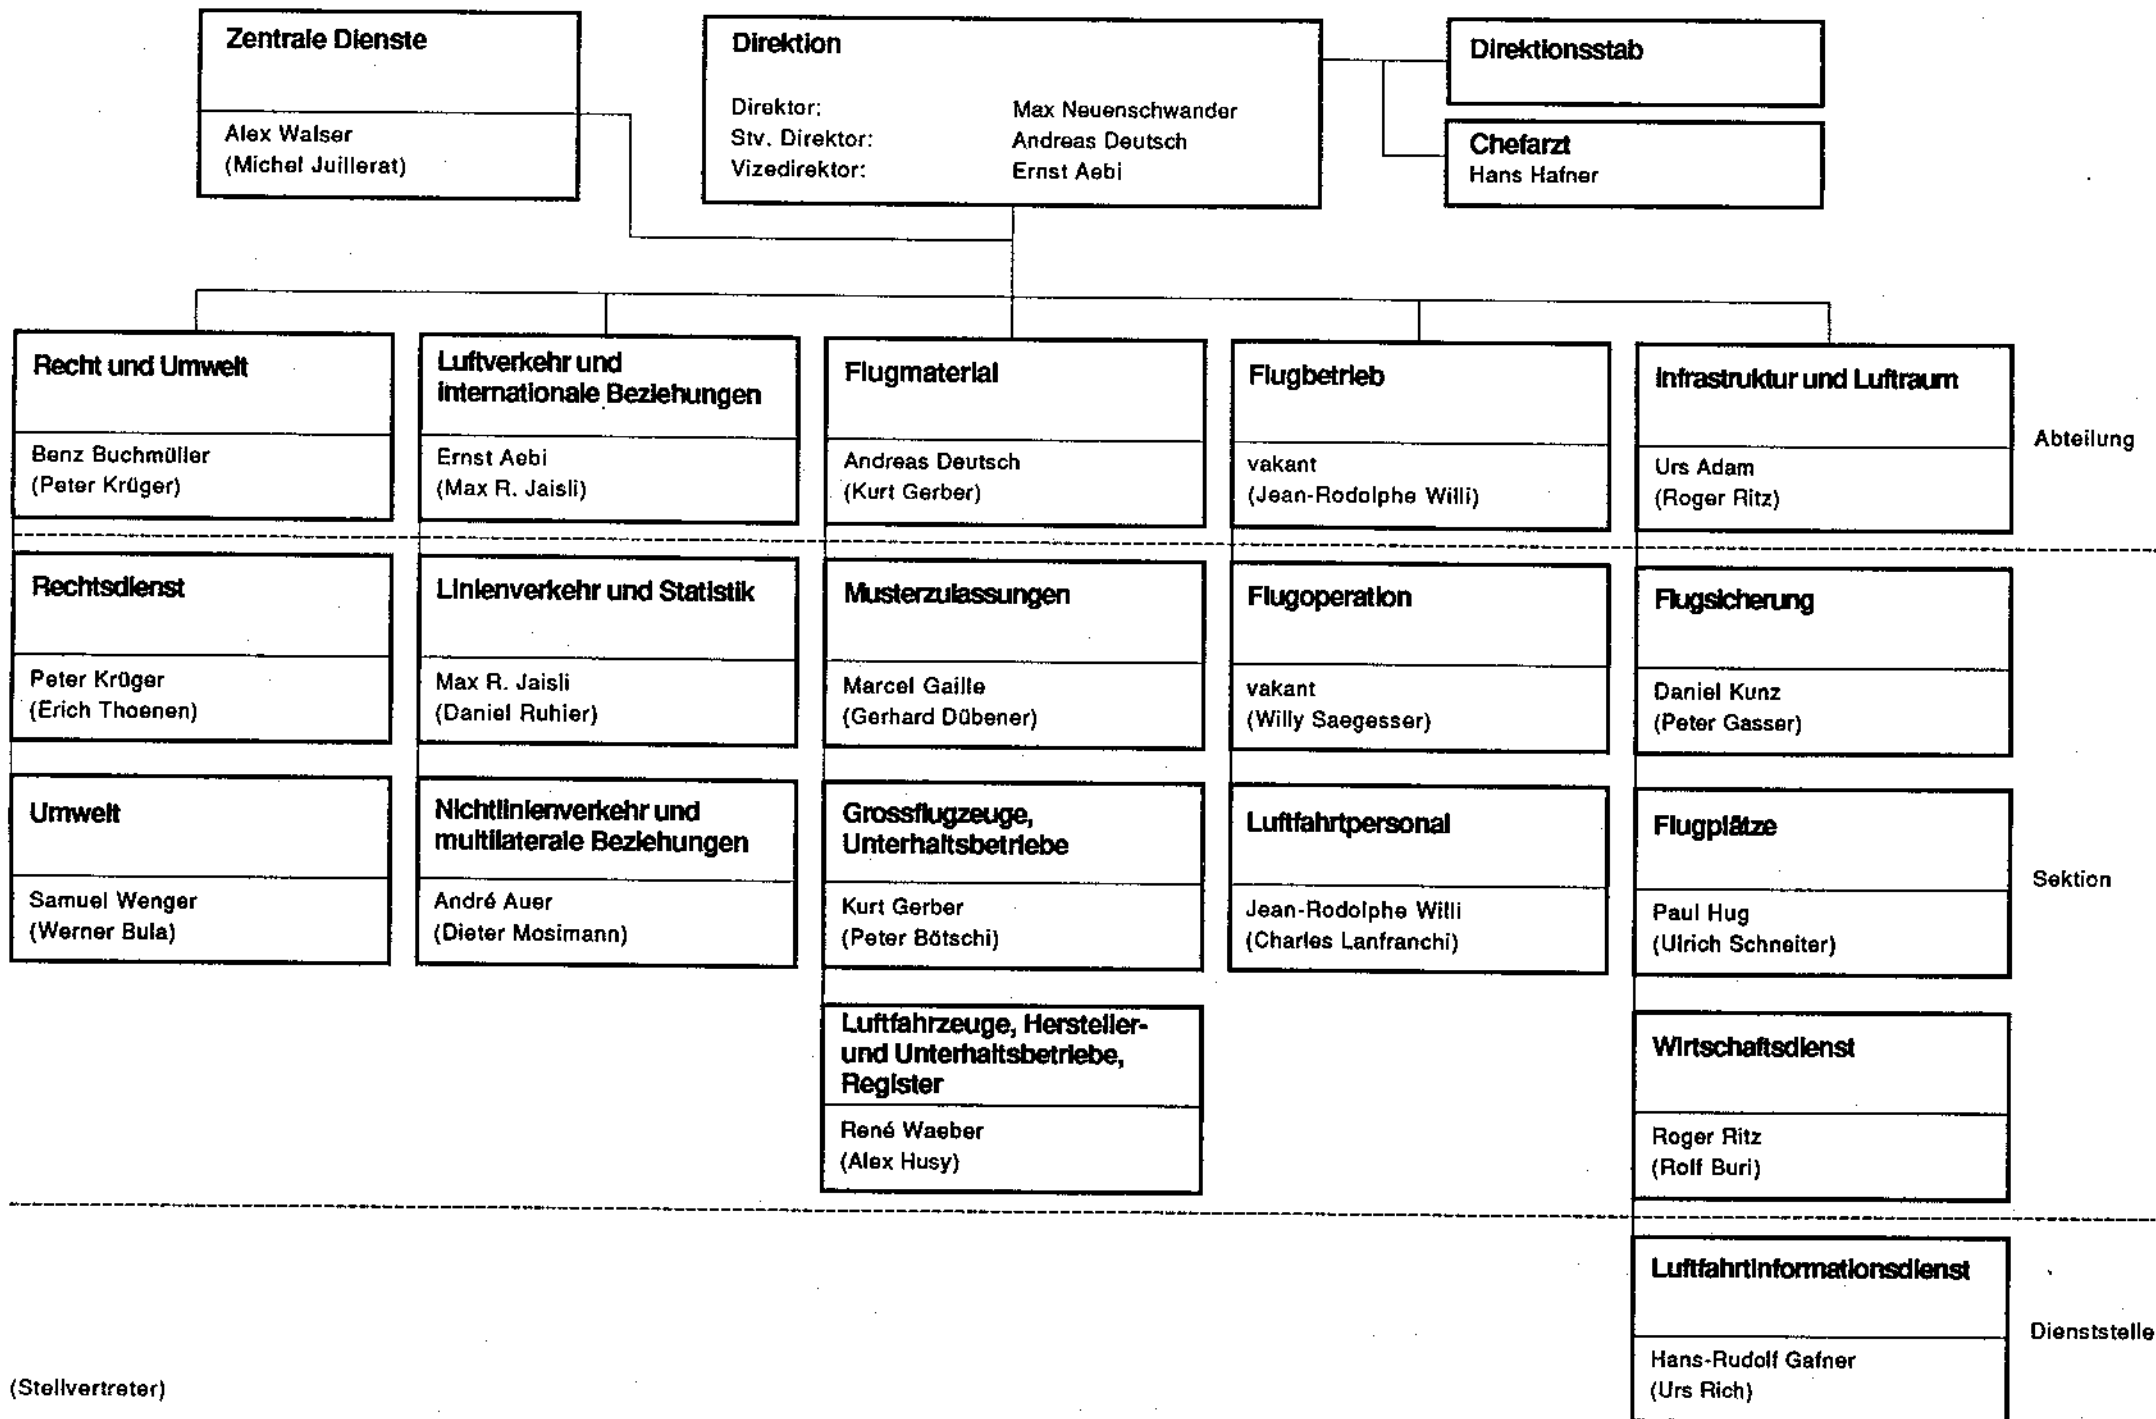 Zentrale Dienste
Alex Walser
(Michel Juillerat)
Direktion
Direktor: Max Neuenschwander
Stv. Direktor: Andreas Deutsch
Vizedirektor: Ernst Aebi
Direktionsstab
Chefarzt
Hans Hafner
Recht und Umwelt
Benz Buchmüller
(Peter Krüger)
Luftverkehr und
internationale Beziehungen
Ernst Aebi
(Max R. Jaisli)
Flugmaterial
Andreas Deutsch
(Kurt Gerber)
Flugbetrieb
vakant
(Jean-Rodolphe Willi)
Infrastruktur und Luftraum
Urs Adam
(Roger Ritz)
Abteilung
Rechtsdienst
Peter Krüger
(Erich Thoenen)
Linienverkehr und Statistik
Max R. Jaisli
(Daniel Ruhier)
Musterzulassungen
Marcel Gaille
(Gerhard Dübener)
Flugoperation
vakant
(Willy Saegesser)
Flugsicherung
Daniel Kunz
(Peter Gasser)
Umwelt
Samuel Wenger
(Werner Bula)
Nichtlinienverkehr und
multilaterale Beziehungen
André Auer
(Dieter Mosimann)
Grossflugzeuge,
Unterhaltsbetriebe
Kurt Gerber
(Peter Bötschi)
Luftfahrtpersonal
Jean-Rodolphe Willi
(Charles Lanfranchi)
Flugplätze
Paul Hug
(Ulrich Schneiter)
Sektion
Luftfahrzeuge, Hersteller-
und Unterhaltsbetriebe,
Register
René Waeber
(Alex Husy)
Wirtschaftsdienst
Roger Ritz
(Rolf Buri)
Luftfahrtinformationsdienst
Hans-Rudolf Gafner
(Urs Rich)
Dienststelle
(Stellvertreter)